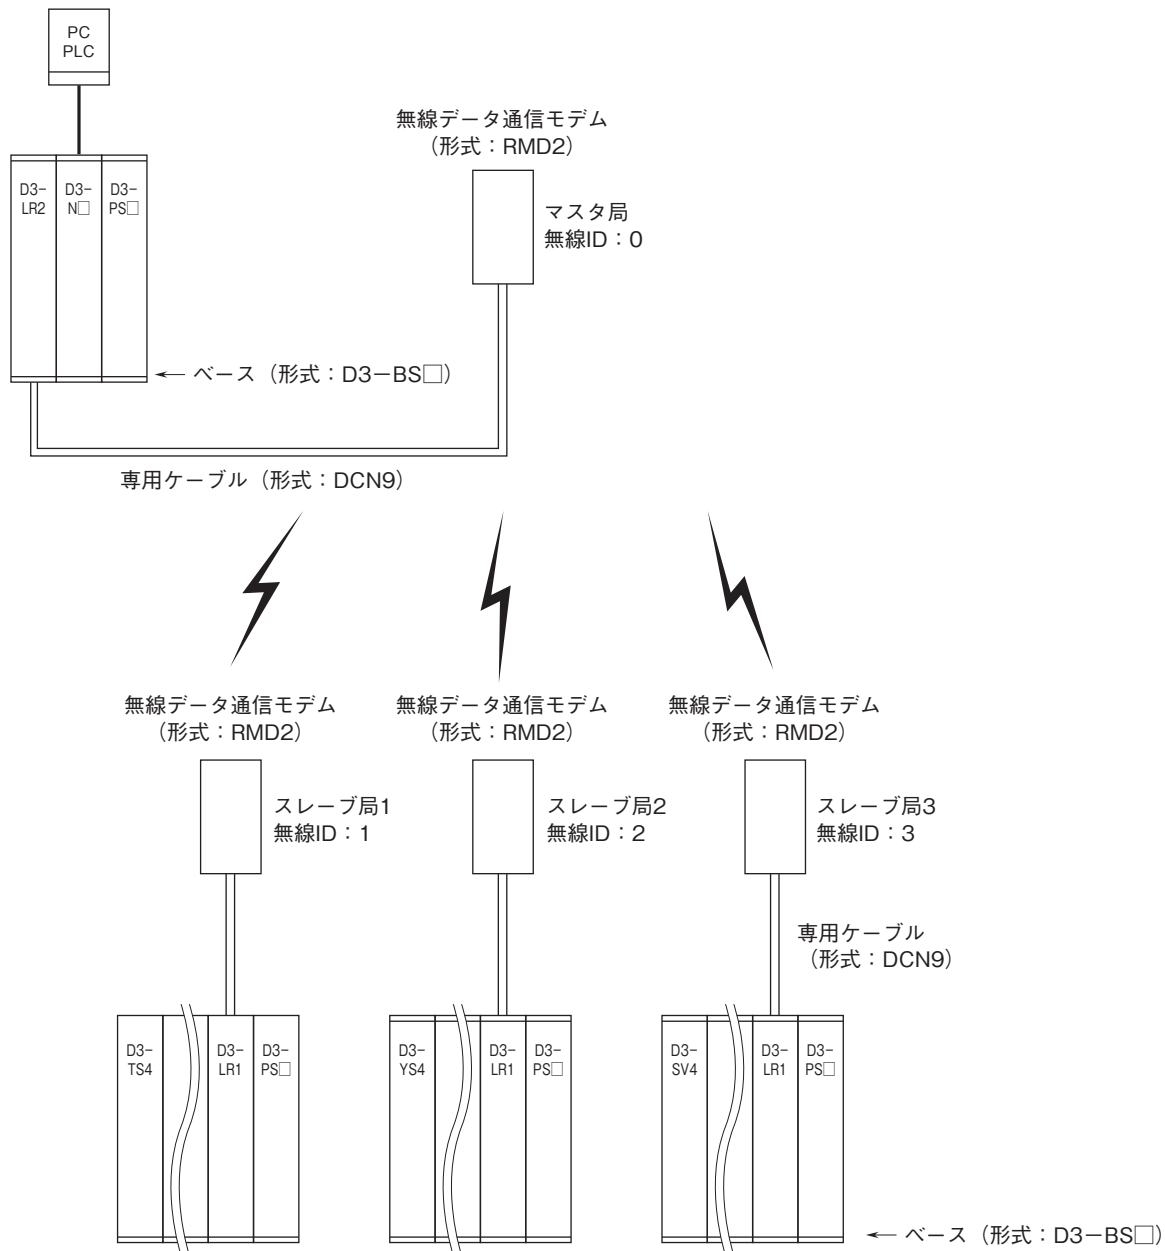 PC
PLC
無線データ通信モデム
（形式：RMD2）
D3-
LR2
D3-
N□
D3-
PS□
マスタ局
無線ID：0
ベース（形式：D3－BS□）
専用ケーブル（形式：DCN9）
無線データ通信モデム
（形式：RMD2）
無線データ通信モデム
（形式：RMD2）
無線データ通信モデム
（形式：RMD2）
スレーブ局1
無線ID：1
スレーブ局2
無線ID：2
スレーブ局3
無線ID：3
専用ケーブル
（形式：DCN9）
D3-
TS4
D3-
LR1
D3-
PS□
D3-
YS4
D3-
LR1
D3-
PS□
D3-
SV4
D3-
LR1
D3-
PS□
ベース（形式：D3－BS□）